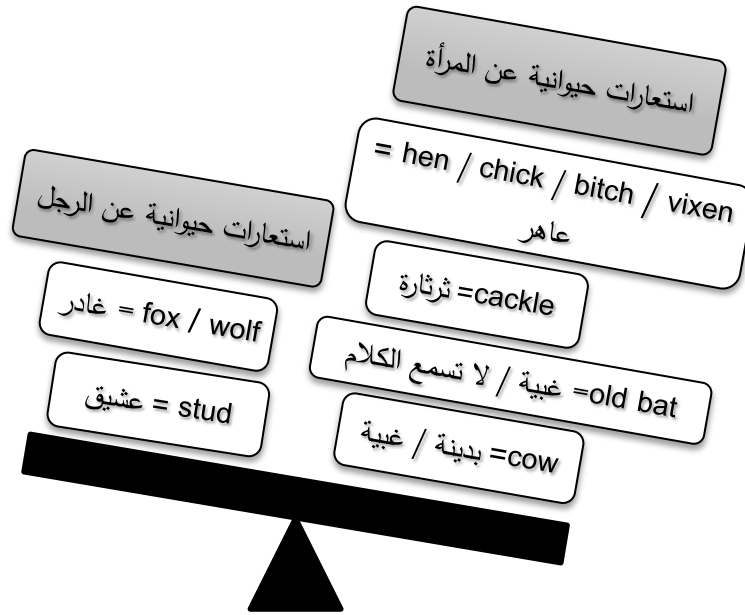 استعارات حيوانية عن المرأة
= hen / chick / bitch / vixen
عاهر
cackle= ثرثارة
old bat= غبية / لا تسمع الكلام
cow= بدينة / غبية
استعارات حيوانية عن الرجل
fox / wolf = غادر
stud = عشيق